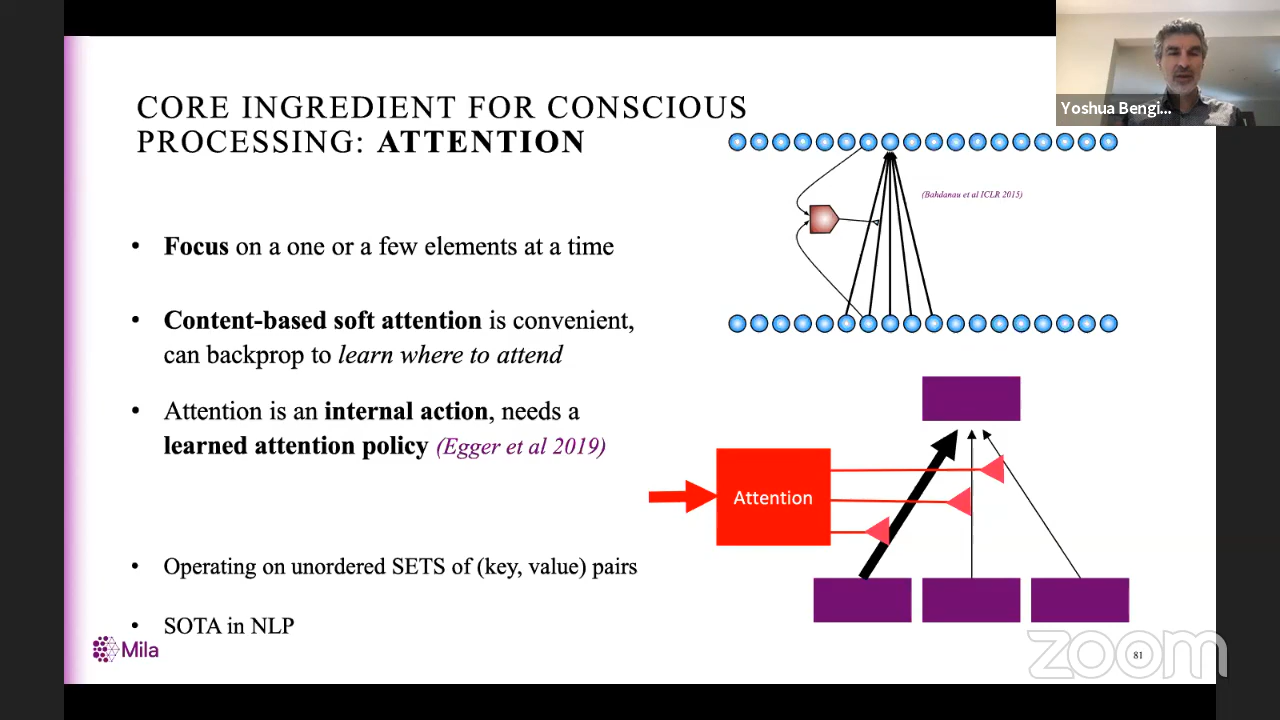 Yoshua Bengi...
CORE INGREDIENT FOR CONSCIOUS
PROCESSING: ATTENTION
(Bahdanau et al ICLR 2015)
• Focus on a one or a few elements at a time
• Content-based soft attention is convenient,
can backprop to learn where to attend
• Attention is an internal action, needs a
learned attention policy (Egger et al 2019)
Attention
• Operating on unordered SETS of (key, value) pairs
• SOTA in NLP
Mila
zoom
81